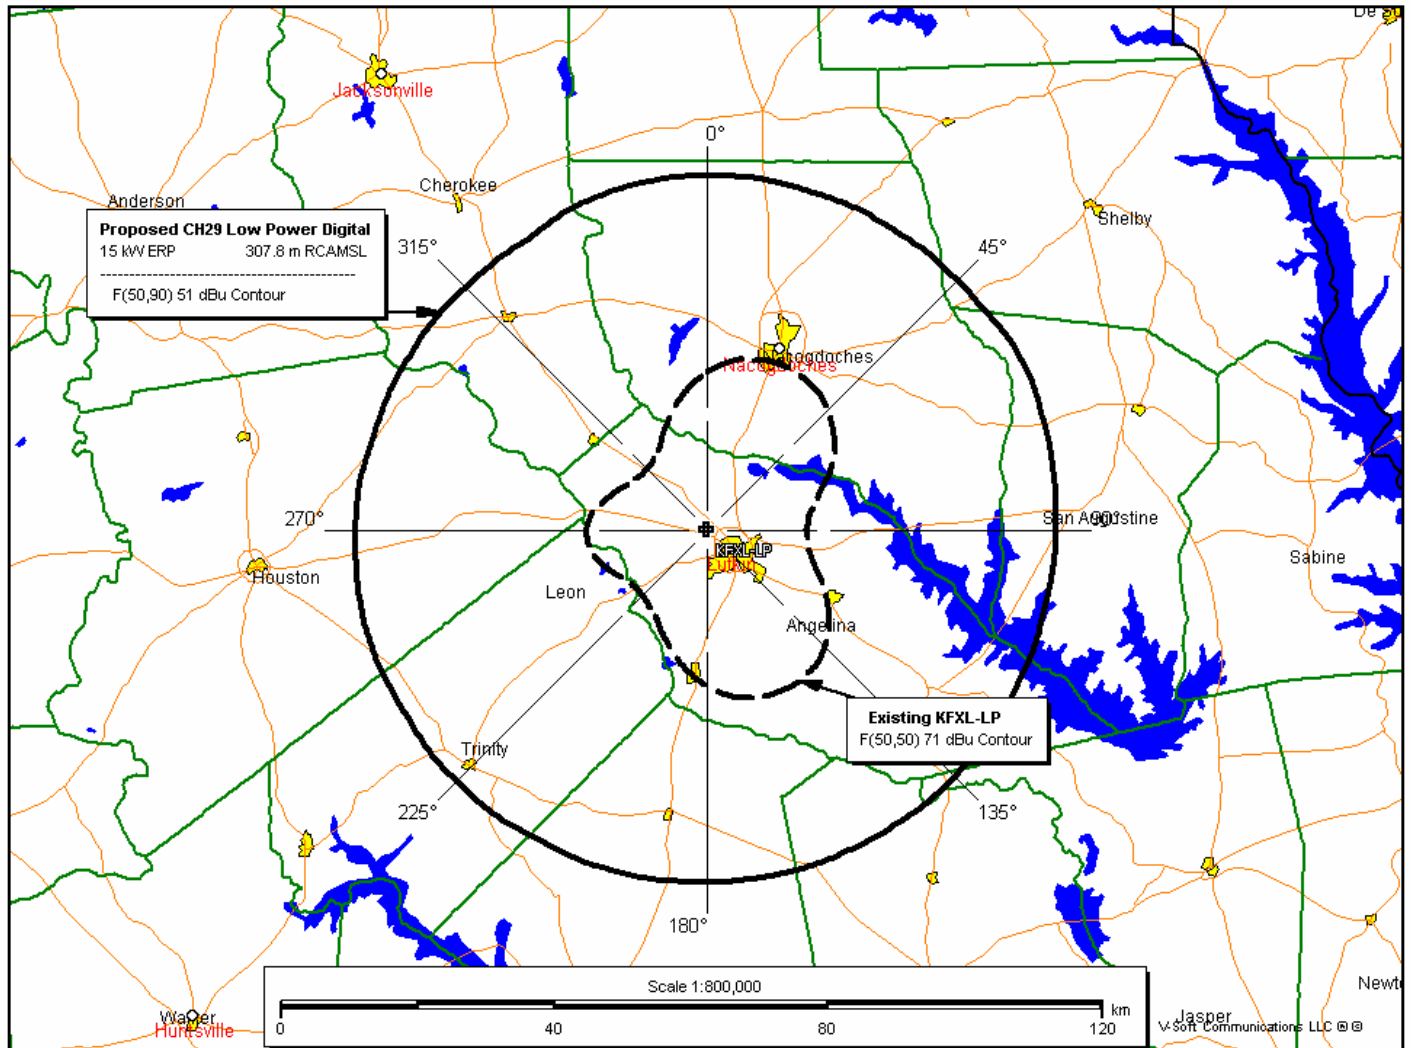 De S
Jacksonville
0°
Cherokee
Anderson
Shelby
Proposed CH29 Low Power Digital
15 kW ERP 307.8 m RCAMSL
F(50,90) 51 dBu Contour
315°
45°
Nacogdoches
Nacogdoches
270°
San Augustine
90°
KFXL-LP
Lufkin
Sabine
Houston
Leon
Angelina
Existing KFXL-LP
F(50,50) 71 dBu Contour
Trinity
225°
135°
180°
Scale 1:800,000
km
0 40 80 120
Newt
Walker
Huntsville
Jasper
V-Soft Communications LLC ® ©